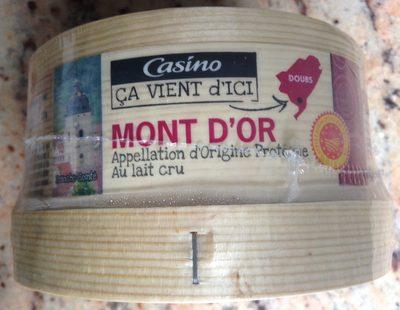 Casino
ÇA VIENT d'ICI
DOUBS
MONT D'OR
Appellation d'Origine Protégée
Au lait cru